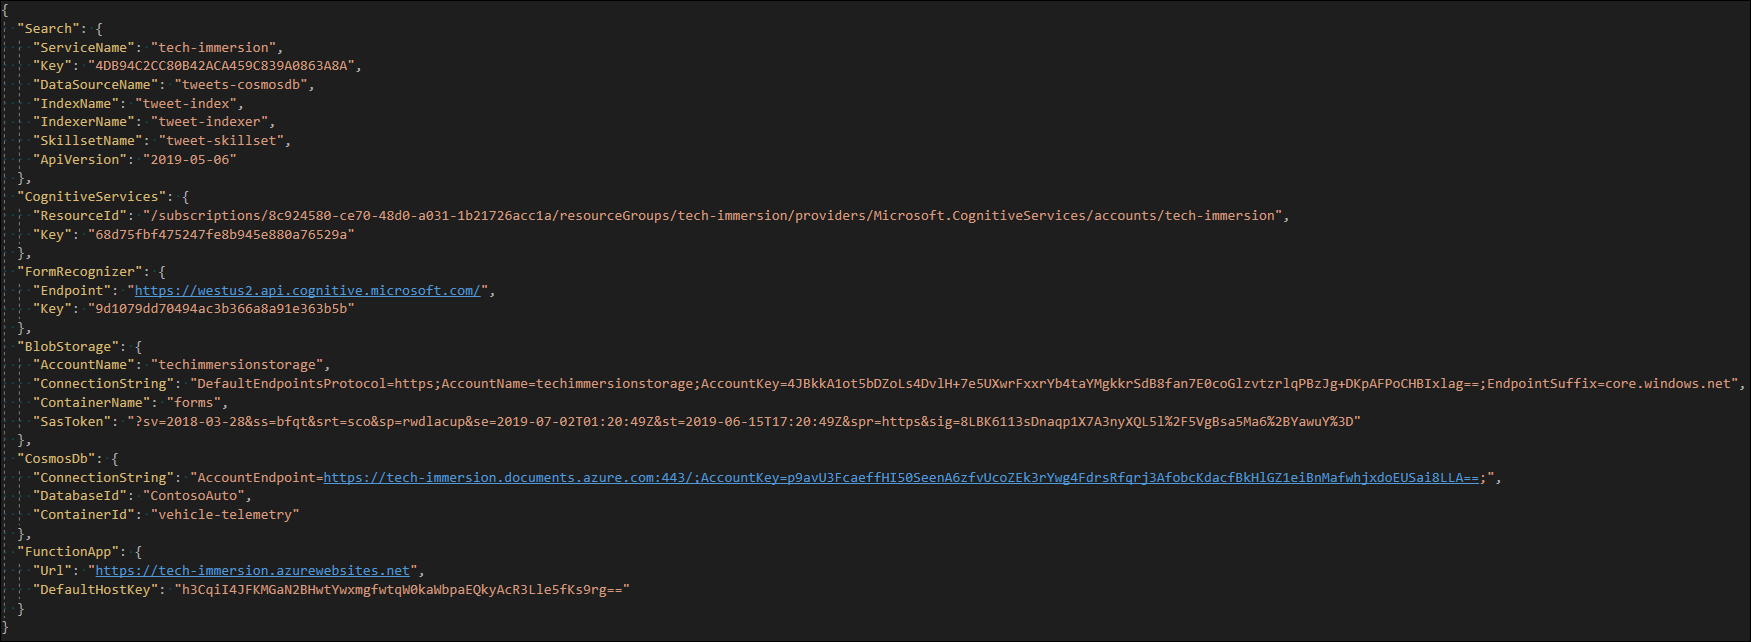 {
"Search": {
"ServiceName": "tech-immersion",
"Key": "4DB94C2CC80B42ACA459C839A0863A8A",
"DataSourceName": "tweets-cosmosdb",
"IndexName": "tweet-index",
"IndexerName": "tweet-indexer",
"SkillsetName": "tweet-skillset",
"ApiVersion": "2019-05-06"
},
"CognitiveServices": {
"ResourceId": "/subscriptions/8c924580-ce70-48d0-a031-1b21726acc1a/resourceGroups/tech-immersion/providers/Microsoft.CognitiveServices/accounts/tech-immersion",
"Key": "68d75fbf475247fe8b945e880a76529a"
},
"FormRecognizer": {
"Endpoint": "https://westus2.api.cognitive.microsoft.com/",
"Key": "9d1079dd70494ac3b366a8a91e363b5b"
},
"BlobStorage": {
"AccountName": "techimmersionstorage",
"ConnectionString": "DefaultEndpointsProtocol=https;AccountName=techimmersionstorage;AccountKey=4JBkkA1ot5bDZoLs4DvlH+7e5UXwrFxxrYb4taYMgkkrSdB8fan7E0coGlzvtzrlqPBzJg+DKpAFPoCHBIxlag==;EndpointSuffix=core.windows.net",
"ContainerName": "forms",
"SasToken": "?sv=2018-03-28&ss=bfqt&srt=sco&sp=rwdlacup&se=2019-07-02T01:20:49Z&st=2019-06-15T17:20:49Z&spr=https&sig=8LBK6113sDnaqp1X7A3nyXQL5l%2F5VgBsa5Ma6%2BYawuY%3D"
},
"CosmosDb": {
"ConnectionString": "AccountEndpoint=https://tech-immersion.documents.azure.com:443/;AccountKey=p9avU3FcaeffHI50SeenA6zfvUcoZEk3rYwg4FdrsRfqrj3AfobcKdacfBkHlGZ1eiBnMafwhjxdoEUSai8LLA==;",
"DatabaseId": "ContosoAuto",
"ContainerId": "vehicle-telemetry"
},
"FunctionApp": {
"Url": "https://tech-immersion.azurewebsites.net",
"DefaultHostKey": "h3CqiI4JFKMGaN2BHwtYwxmgfwtqW0kaWbpaEQkyAcR3Lle5fKs9rg=="
}
}